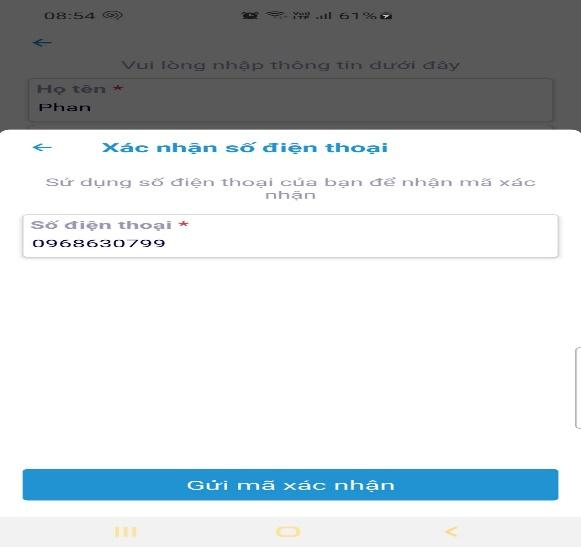 08:54 61%
Vui lòng nhập thông tin dưới đây
Họ tên *
Phan
Xác nhận số điện thoại
Sử dụng số điện thoại của bạn để nhận mã xác
nhận
Số điện thoại *
0968630799
Gửi mã xác nhận